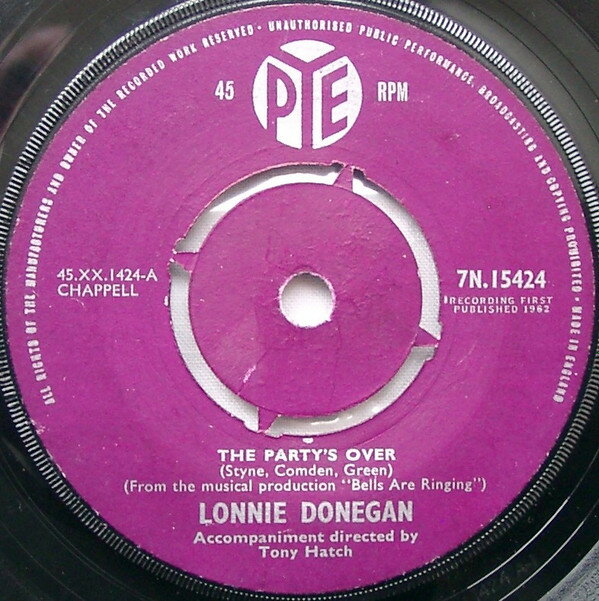 ALL RIGHTS OF THE MANUFACTURERS AND OWNER OF THE RECORDED WORK RESERVED · UNAUTHORISED PUBLIC PERFORMANCE, BROADCASTING AND COPYING PROHIBITED · MADE IN ENGLAND
PYE
45 RPM
45.XX.1424-A
CHAPPELL
7N.15424
RECORDING FIRST
PUBLISHED 1962
THE PARTY'S OVER
(Styne, Comden, Green)
(From the musical production "Bells Are Ringing")
LONNIE DONEGAN
Accompaniment directed by
Tony Hatch